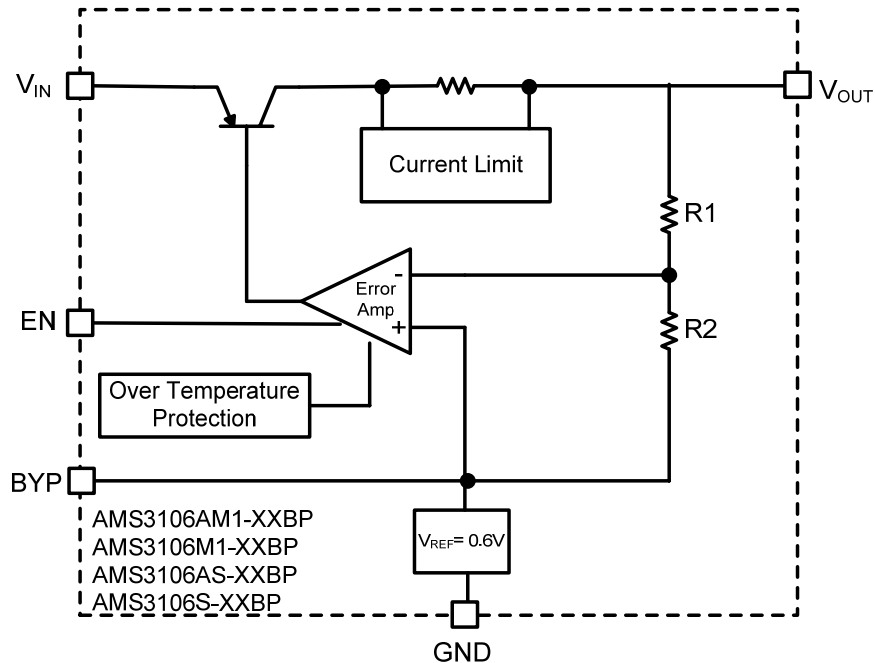 VIN
VOUT
Current Limit
R1
-
Error
Amp
+
EN
R2
Over Temperature
Protection
BYP
AMS3106AM1-XXBP
AMS3106M1-XXBP
AMS3106AS-XXBP
AMS3106S-XXBP
VREF= 0.6V
GND